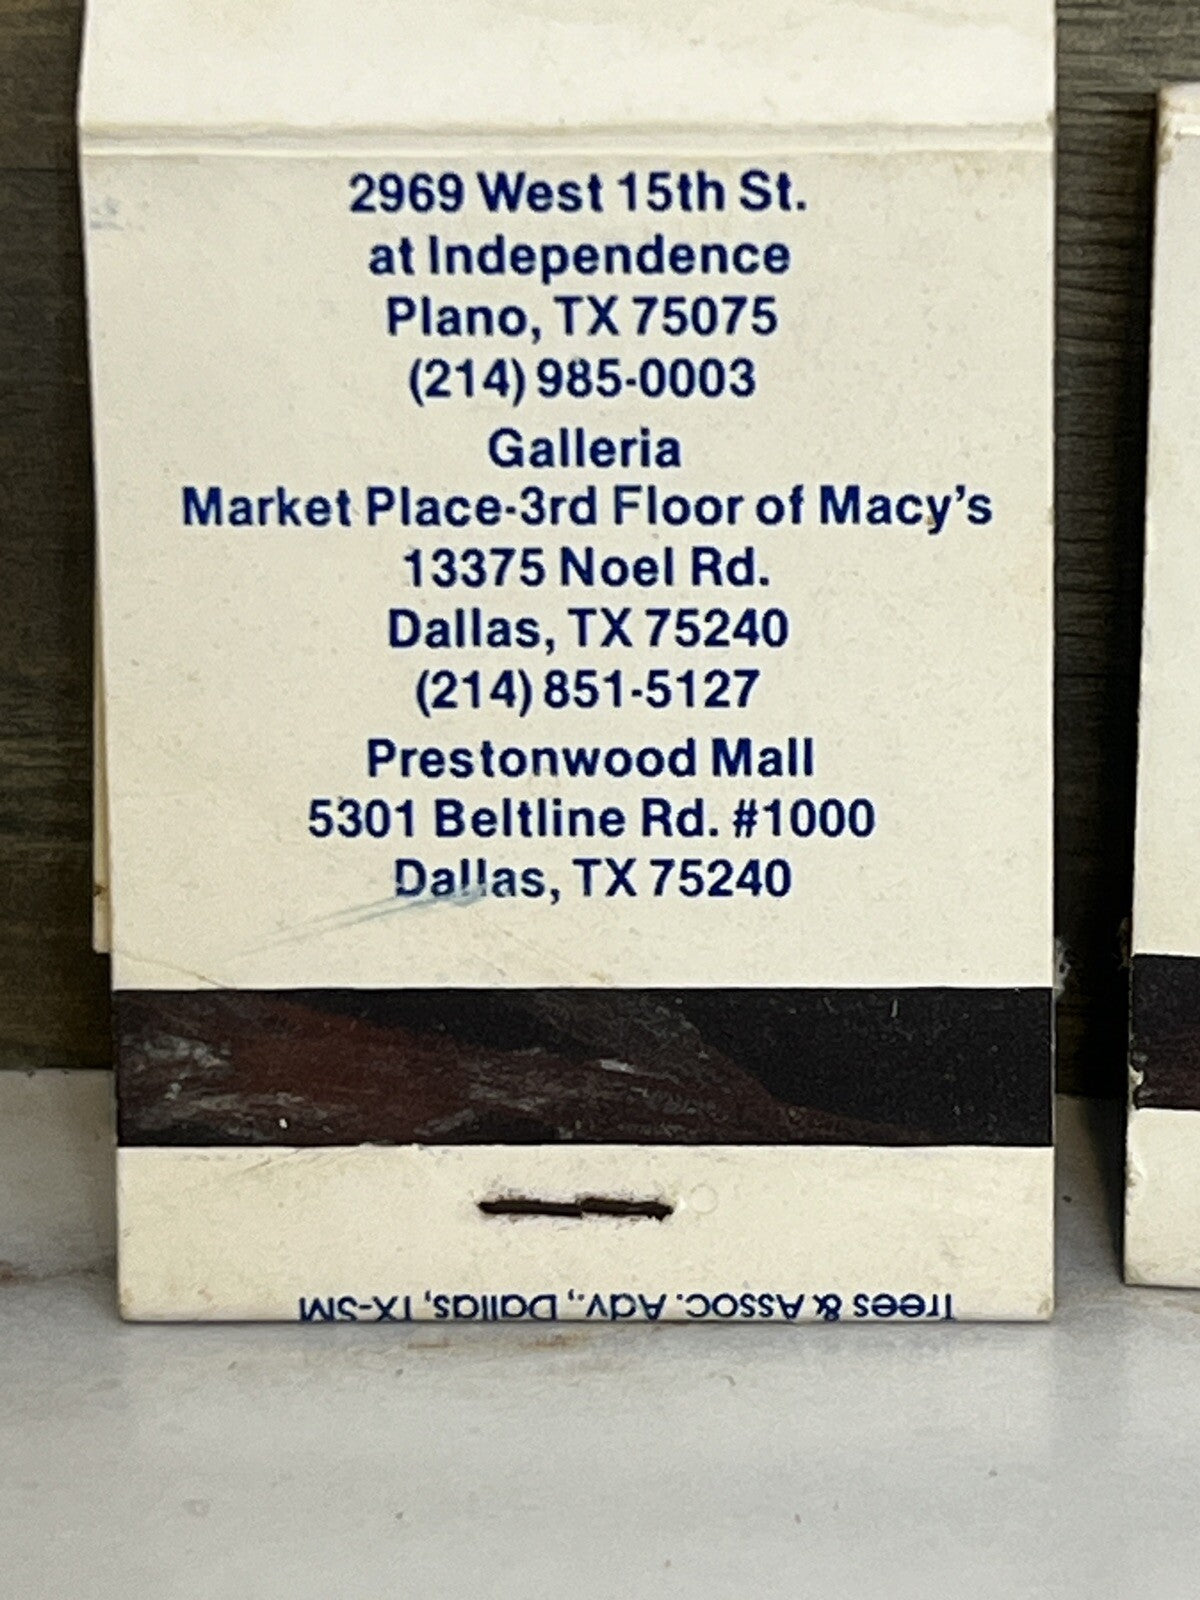 2969 West 15th St.
at Independence
Plano, TX 75075
(214) 985-0003
Galleria
Market Place-3rd Floor of Macy's
13375 Noel Rd.
Dallas, TX 75240
(214) 851-5127
Prestonwood Mall
5301 Beltline Rd. #1000
Dallas, TX 75240
Trees & Assoc. Adv., Dallas, TX-SM